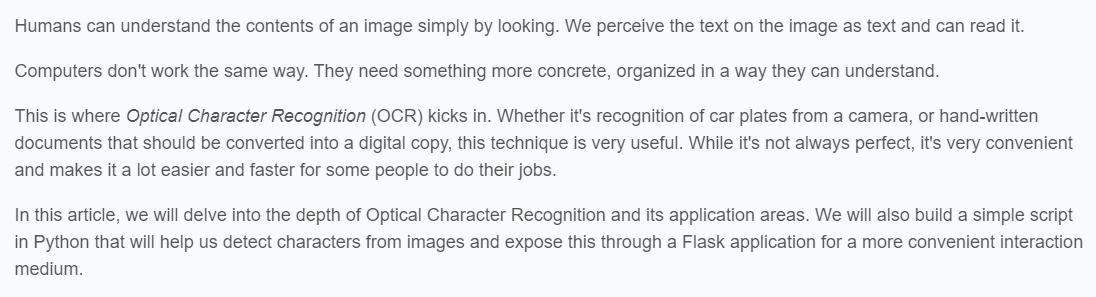 Humans can understand the contents of an image simply by looking. We perceive the text on the image as text and can read it.
Computers don't work the same way. They need something more concrete, organized in a way they can understand.
This is where Optical Character Recognition (OCR) kicks in. Whether it's recognition of car plates from a camera, or hand-written
documents that should be converted into a digital copy, this technique is very useful. While it's not always perfect, it's very convenient
and makes it a lot easier and faster for some people to do their jobs.
In this article, we will delve into the depth of Optical Character Recognition and its application areas. We will also build a simple script
in Python that will help us detect characters from images and expose this through a Flask application for a more convenient interaction
medium.